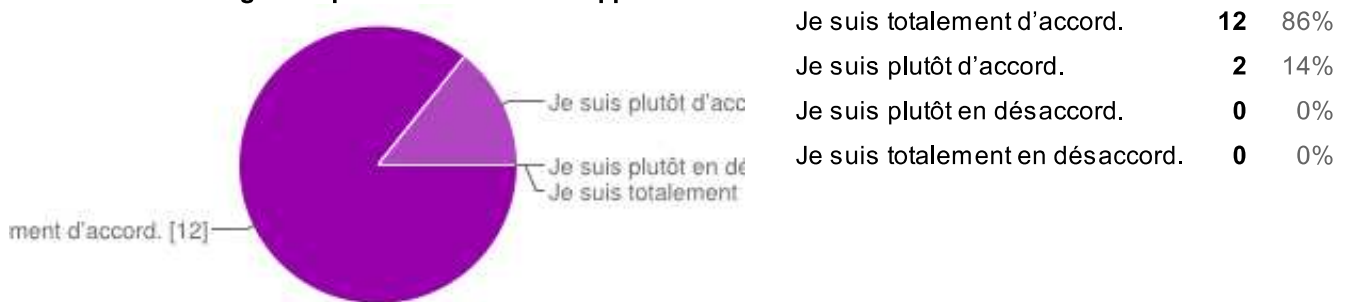 Je suis totalement d’accord. 12 86%
Je suis plutôt d’accord. 2 14%
Je suis plutôt en désaccord. 0 0%
Je suis totalement en désaccord. 0 0%
Je suis plutôt d'acc
Je suis plutôt en dé
Je suis totalement
ment d'accord. [12]